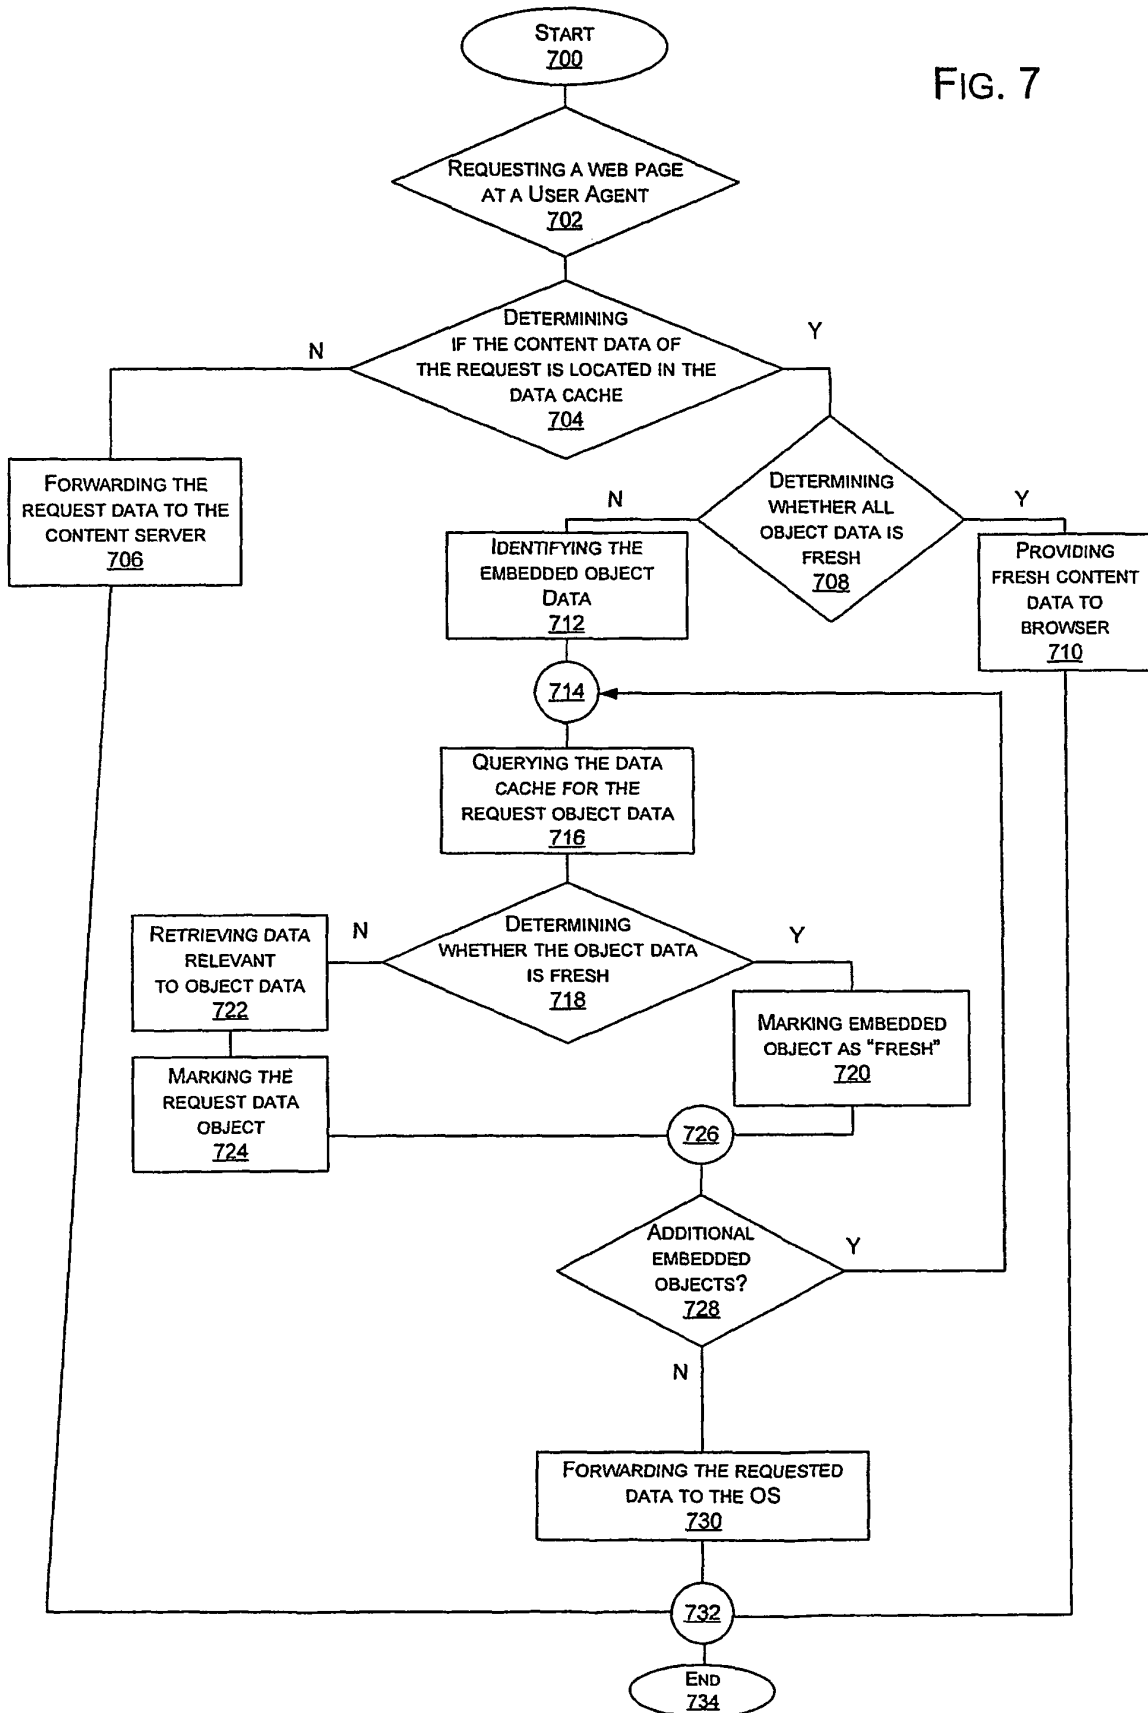 START
700
FIG. 7
REQUESTING A WEB PAGE
AT A USER AGENT
702
DETERMINING
IF THE CONTENT DATA OF
THE REQUEST IS LOCATED IN THE
DATA CACHE
704
N
Y
FORWARDING THE
REQUEST DATA TO THE
CONTENT SERVER
706
DETERMINING
WHETHER ALL
OBJECT DATA IS
FRESH
708
N
Y
IDENTIFYING THE
EMBEDDED OBJECT
DATA
712
PROVIDING
FRESH CONTENT
DATA TO
BROWSER
710
714
QUERYING THE DATA
CACHE FOR THE
REQUEST OBJECT DATA
716
DETERMINING
WHETHER THE OBJECT DATA
IS FRESH
718
N
Y
RETRIEVING DATA
RELEVANT
TO OBJECT DATA
722
MARKING EMBEDDED
OBJECT AS "FRESH"
720
MARKING THE
REQUEST DATA
OBJECT
724
726
ADDITIONAL
EMBEDDED
OBJECTS?
728
Y
N
FORWARDING THE REQUESTED
DATA TO THE OS
730
732
END
734